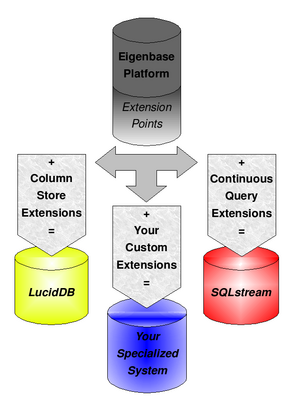 Eigenbase
Platform
Extension
Points
+
Column
Store
Extensions
=
LucidDB
+
Your
Custom
Extensions
=
Your
Specialized
System
+
Continuous
Query
Extensions
=
SQLstream